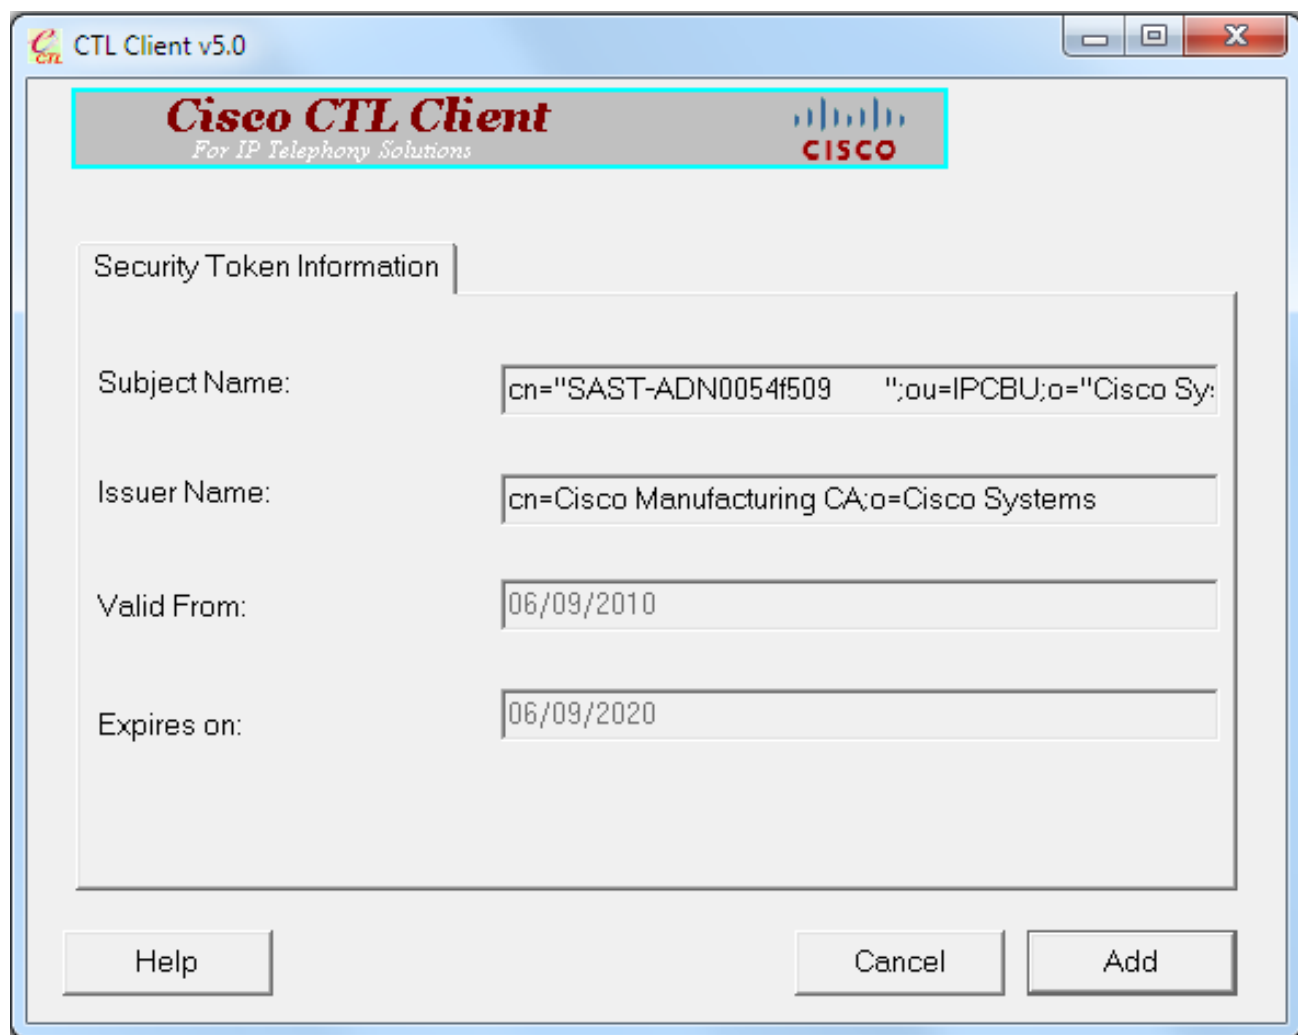 CTL Client v5.0
Cisco CTL Client
For IP Telephony Solutions
CISCO
Security Token Information
Subject Name:
cn="SAST-ADN0054f509        ";ou=IPCBU;o="Cisco Sys
Issuer Name:
cn=Cisco Manufacturing CA;o=Cisco Systems
Valid From:
06/09/2010
Expires on:
06/09/2020
Help
Cancel
Add